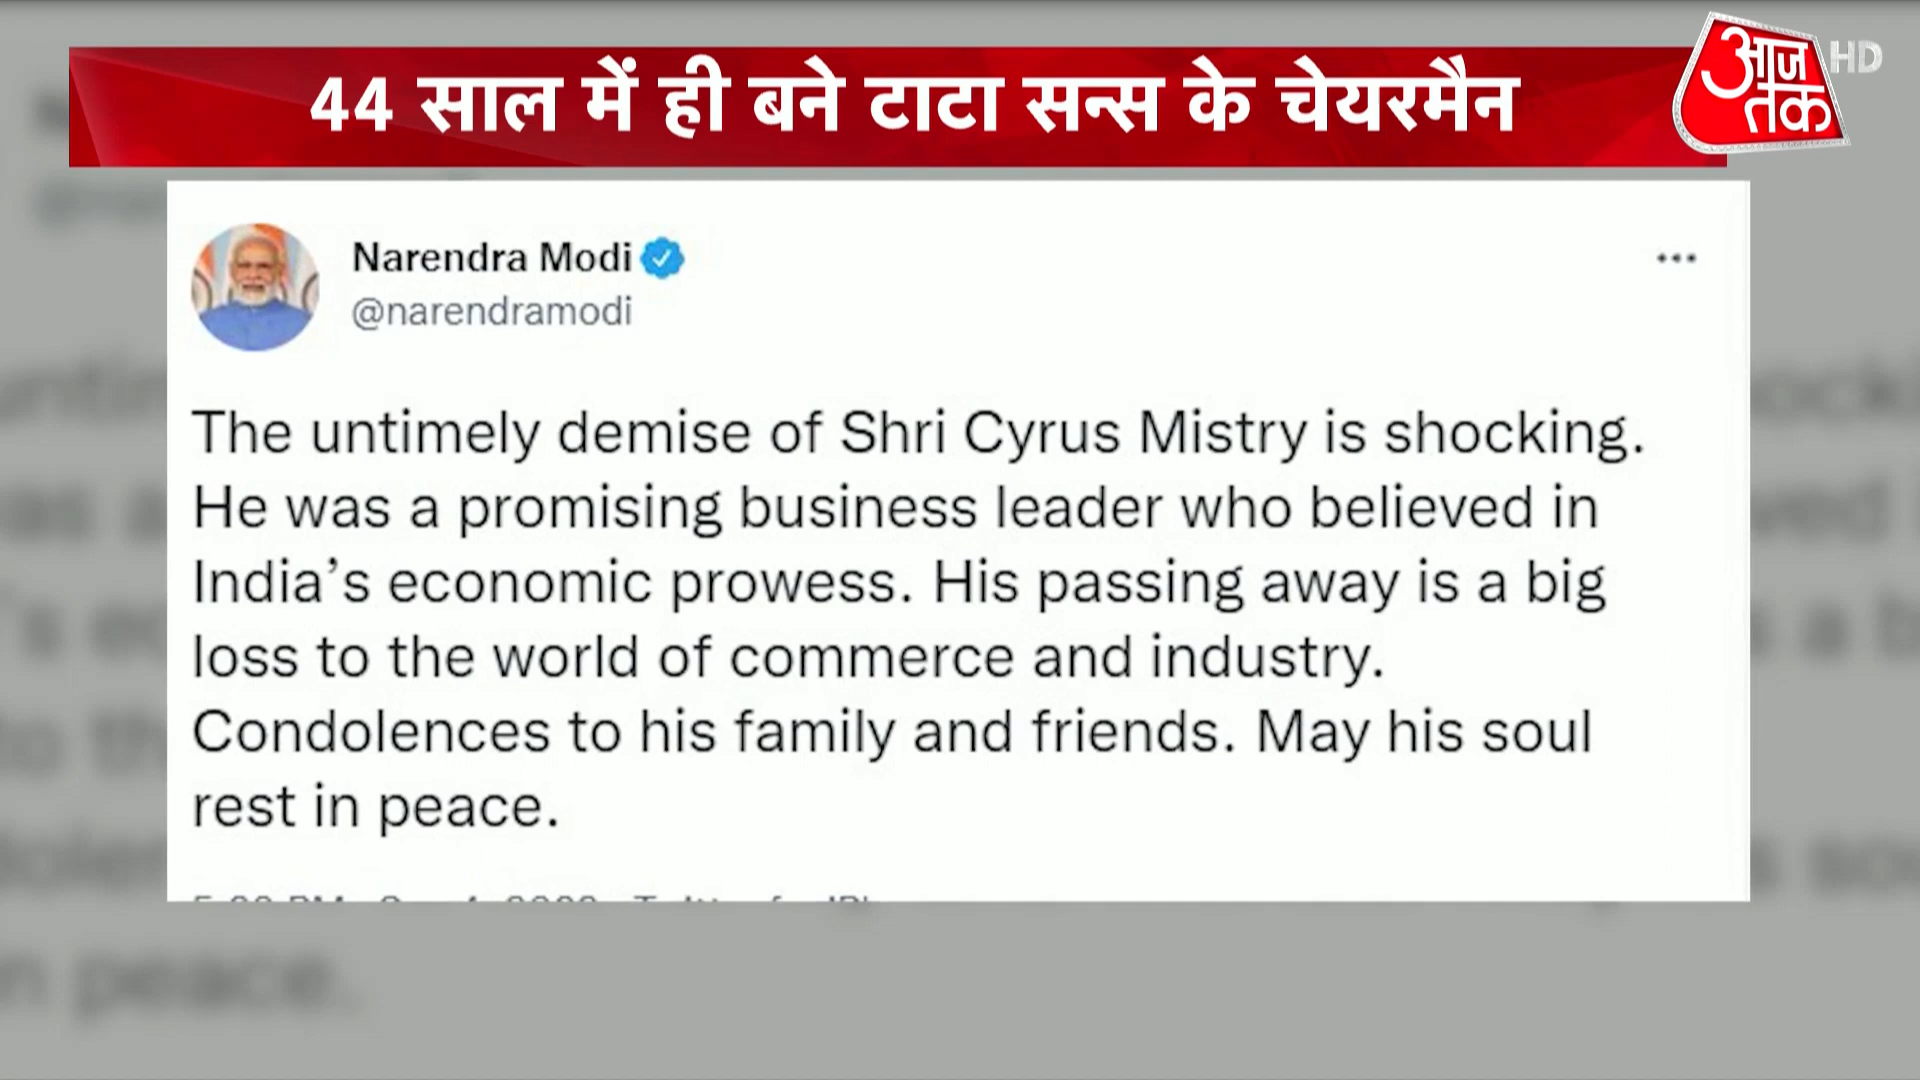 44 साल में ही बने टाटा सन्स के चेयरमैन
आज
तक
HD
Narendra Modi
@narendramodi
The untimely demise of Shri Cyrus Mistry is shocking.
He was a promising business leader who believed in
India’s economic prowess. His passing away is a big
loss to the world of commerce and industry.
Condolences to his family and friends. May his soul
rest in peace.